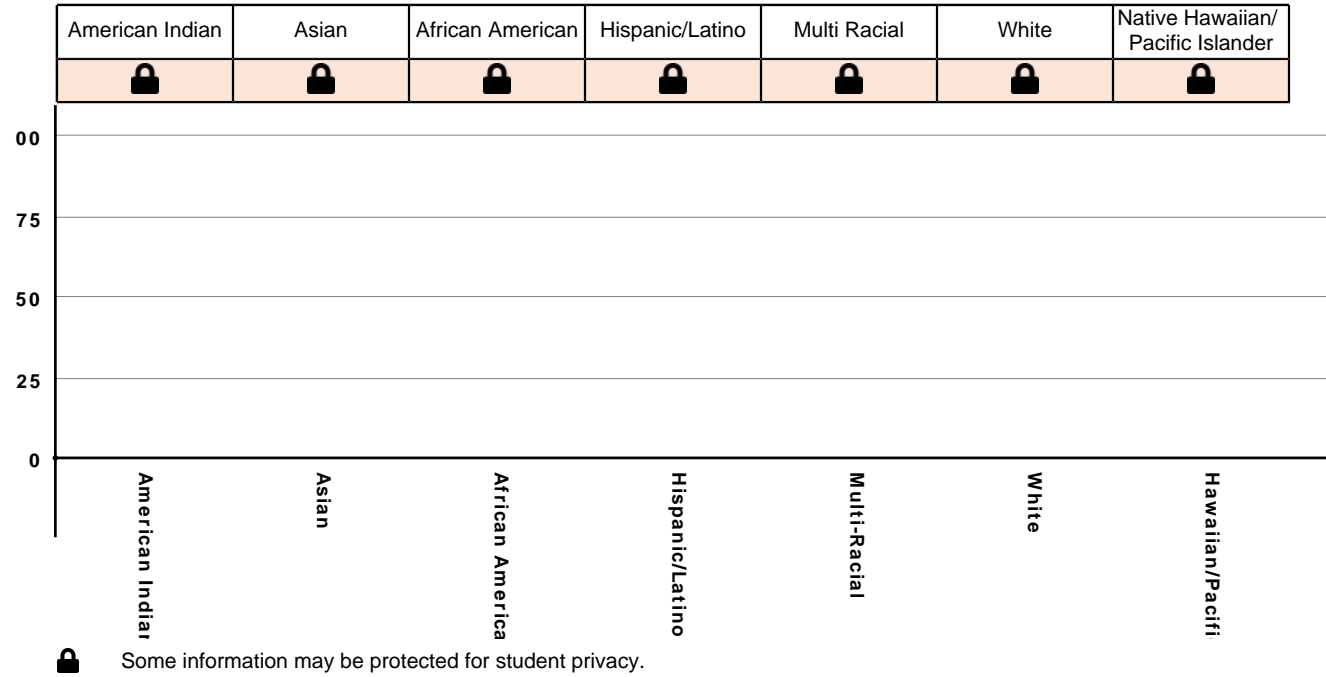 American Indian Asian African American Hispanic/Latino Multi Racial White Native Hawaiian/
Pacific Islander
00
75
50
25
0
American Indian
Asian
African America
Hispanic/Latino
Multi-Racial
White
Hawaiian/Pacifi
Some information may be protected for student privacy.